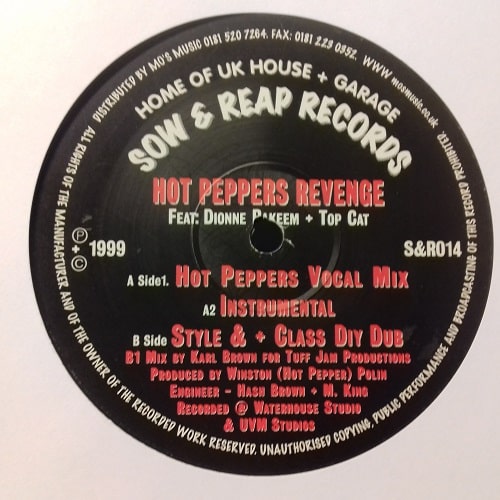 DISTRIBUTED BY MO'S MUSIC 0181 520 7264. FAX: 0181 223 0952. WWW.mosmusic.co.uk
HOME OF UK HOUSE + GARAGE
SOW & REAP RECORDS
HOT PEPPERS REVENGE
FEAT: DIONNE RAKEEM + TOP CAT
Ⓟ
+ 1999
©
S&R014
A SIDE1. HOT PEPPERS VOCAL MIX
A2 INSTRUMENTAL
B SIDE STYLE & + CLASS DIY DUB
B1 MIX BY KARL BROWN FOR TUFF JAM PRODUCTIONS
PRODUCED BY WINSTON (HOT PEPPER) POLIN
ENGINEER - HASH BROWN + M. KING
RECORDED @ WATERHOUSE STUDIO
& UVM STUDIOS
ALL RIGHTS OF THE MANUFACTURER, AND OF THE OWNER OF THE RECORDED WORK RESERVED. UNAUTHORISED COPYING, PUBLIC PERFORMANCE AND BROADCASTING OF THIS RECORD PROHIBITED.